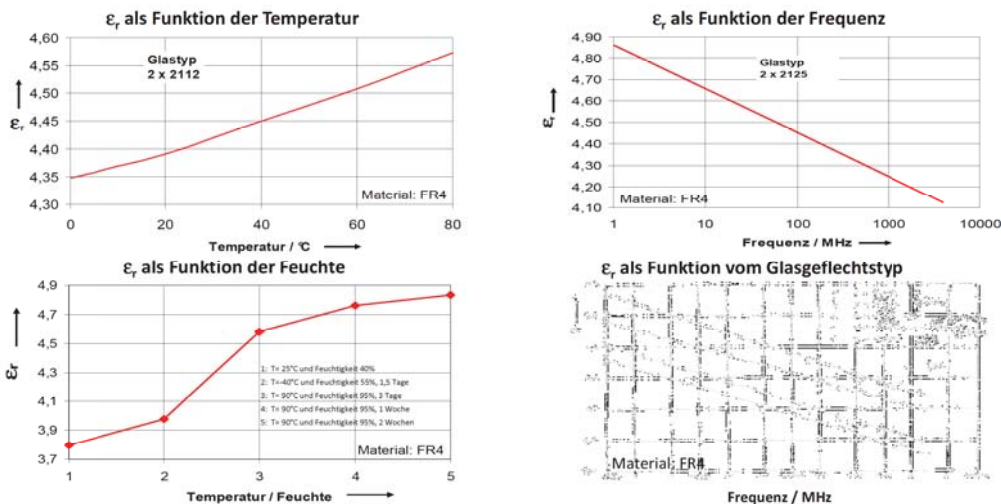 εr als Funktion der Temperatur
4,60
4,55
4,50
4,45
4,40
4,35
4,30
εr
Glastyp
2 x 2112
Material: FR4
0 20 40 60 80
Temperatur / °C
εr als Funktion der Frequenz
4,90
4,80
4,70
4,60
4,50
4,40
4,30
4,20
4,10
εr
Glastyp
2 x 2125
Material: FR4
1 10 100 1000 10000
Frequenz / MHz
εr als Funktion der Feuchte
4,9
4,7
4,5
4,3
4,1
3,9
3,7
εr
1: T= 25°C und Feuchtigkeit 40%
2: T=-40°C und Feuchtigkeit 55%, 1,5 Tage
3: T= 90°C und Feuchtigkeit 95%, 3 Tage
4: T= 90°C und Feuchtigkeit 95%, 1 Woche
5: T= 90°C und Feuchtigkeit 95%, 2 Wochen
Material: FR4
1 2 3 4 5
Temperatur / Feuchte
εr als Funktion vom Glasgeflechtstyp
Material: FR4
Frequenz / MHz